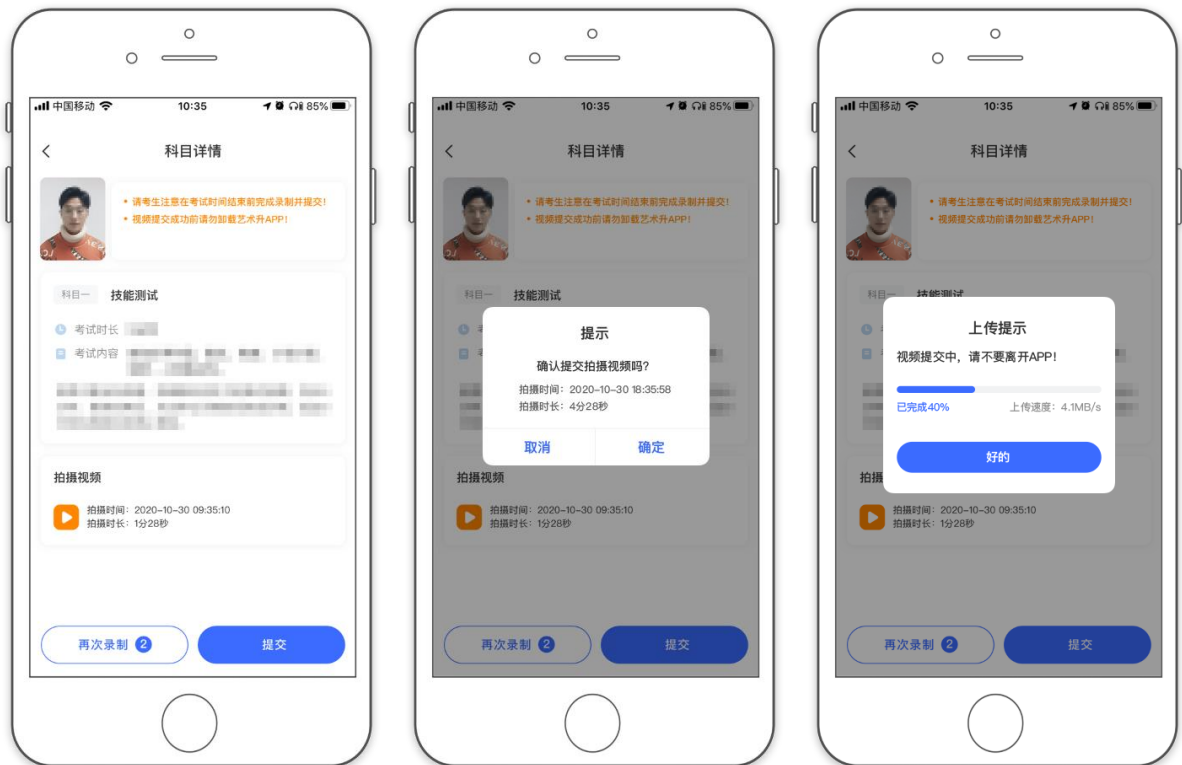 中国移动 10:35 85%
科目详情
• 请考生注意在考试时间结束前完成录制并提交!
• 视频提交成功前请勿卸载艺术升APP!
科目一 技能测试
考试时长
考试内容
拍摄视频
拍摄时间：2020-10-30 09:35:10
拍摄时长：1分28秒
再次录制 2
提交
中国移动 10:35 85%
科目详情
• 请考生注意在考试时间结束前完成录制并提交!
• 视频提交成功前请勿卸载艺术升APP!
科目一 技能测试
提示
确认提交拍摄视频吗?
拍摄时间：2020-10-30 18:35:58
拍摄时长：4分28秒
取消 确定
拍摄视频
拍摄时间：2020-10-30 09:35:10
拍摄时长：1分28秒
再次录制 2
提交
中国移动 10:35 85%
科目详情
• 请考生注意在考试时间结束前完成录制并提交!
• 视频提交成功前请勿卸载艺术升APP!
科目一 技能测试
上传提示
视频提交中，请不要离开APP!
已完成40% 上传速度：4.1MB/s
好的
拍摄
拍摄时间：2020-10-30 09:35:10
拍摄时长：1分28秒
再次录制 2
提交